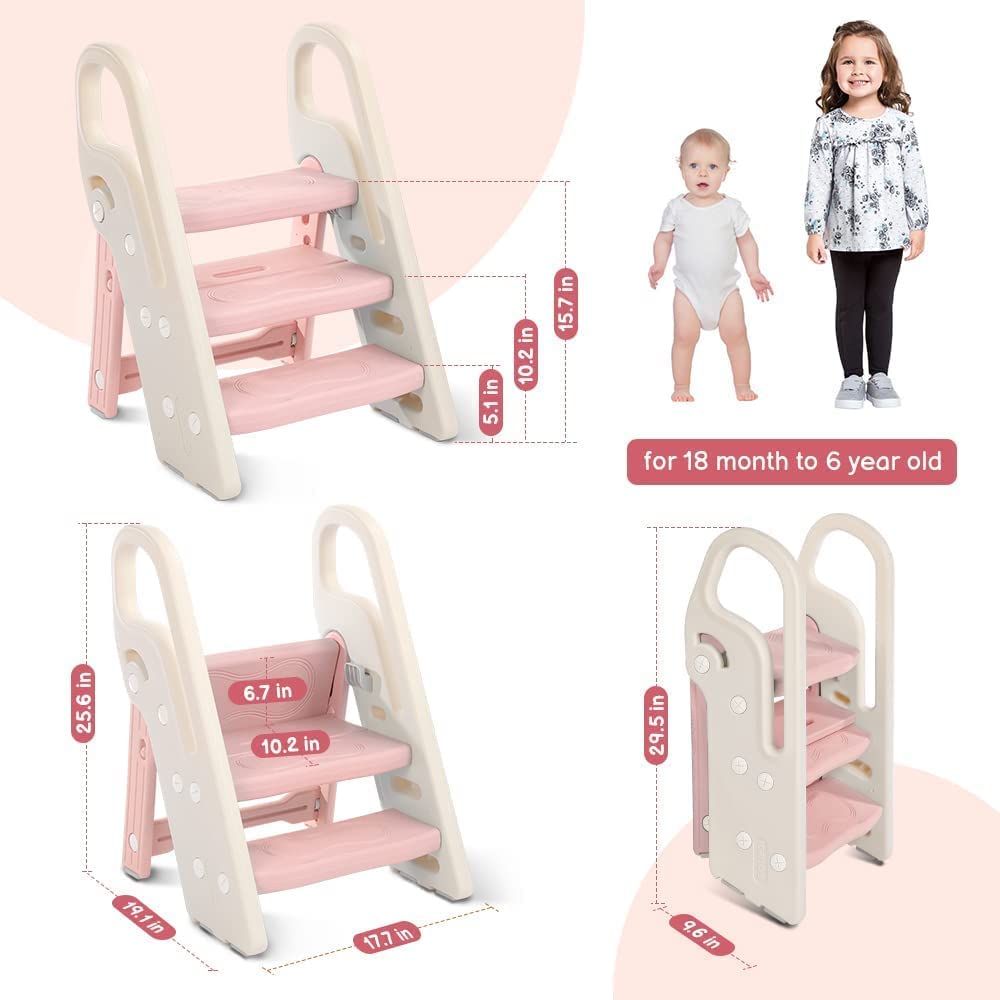 15.7 in
10.2 in
5.1 in
for 18 month to 6 year old
25.6 in
6.7 in
10.2 in
19.1 in
17.7 in
29.5 in
9.6 in